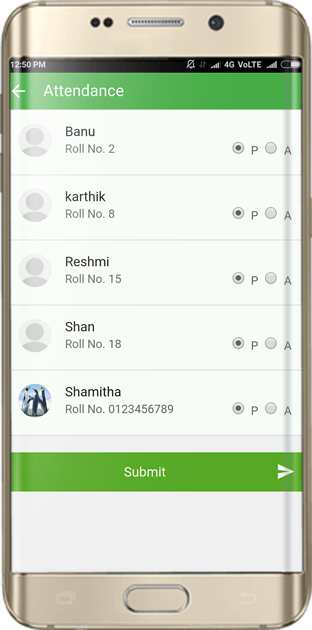 12:50 PM 4G VoLTE
Attendance
Banu
Roll No. 2 P A
karthik
Roll No. 8 P A
Reshmi
Roll No. 15 P A
Shan
Roll No. 18 P A
Shamitha
Roll No. 0123456789 P A
Submit